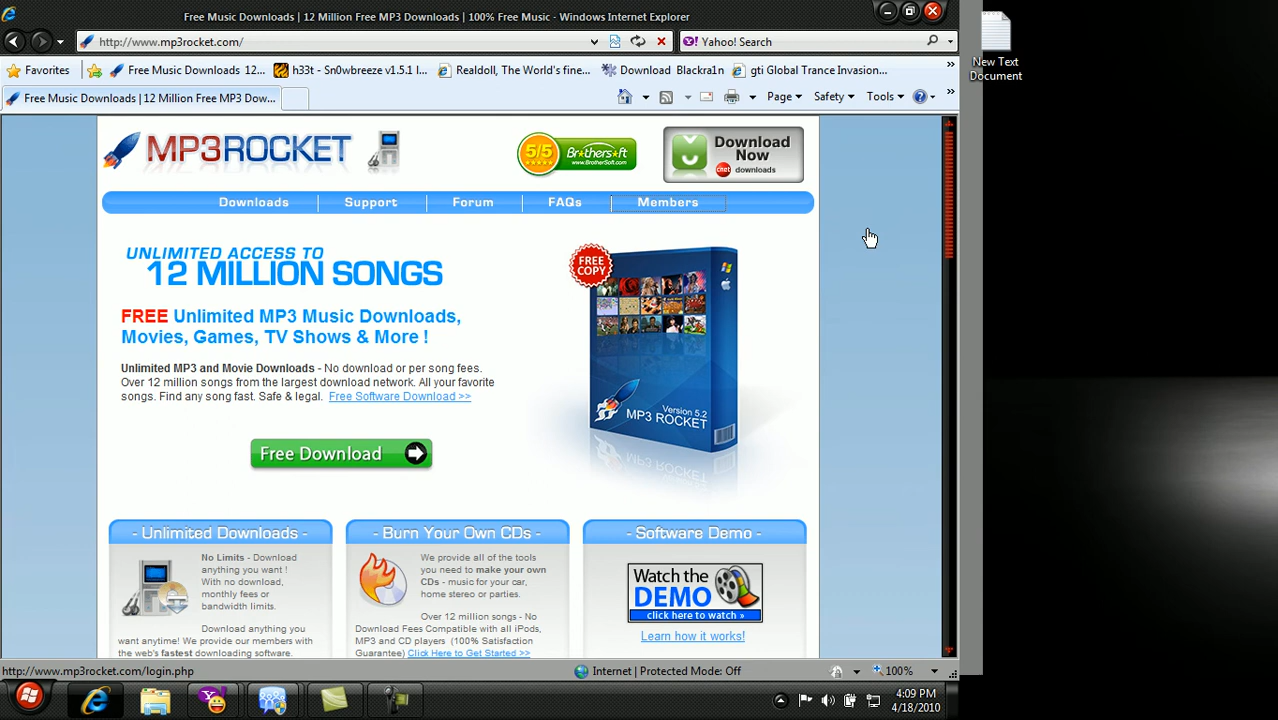 Free Music Downloads | 12 Million Free MP3 Downloads | 100% Free Music - Windows Internet Explorer
http://www.mp3rocket.com/
Yahoo! Search
New Text
Document
Favorites
Free Music Downloads 12...
h33t - Sn0wbreeze v1.5.1 l...
Realdoll, The World's fine...
Download Blackra1n
gti Global Trance Invasion...
Free Music Downloads | 12 Million Free MP3 Dow...
Page
Safety
Tools
MP3ROCKET
5/5
Br★thers★ft
www.BrotherSoft.com
Download
Now
cnet downloads
Downloads
Support
Forum
FAQs
Members
UNLIMITED ACCESS TO
12 MILLION SONGS
FREE Unlimited MP3 Music Downloads,
Movies, Games, TV Shows & More !
Unlimited MP3 and Movie Downloads - No download or per song fees.
Over 12 million songs from the largest download network. All your favorite
songs. Find any song fast. Safe & legal. Free Software Download >>
Free Download
FREE
COPY
Version 5.2
MP3 ROCKET
- Unlimited Downloads -
No Limits - Download
anything you want !
With no download,
monthly fees or
bandwidth limits.
Download anything you
want anytime! We provide our members with
the web's fastest downloading software.
- Burn Your Own CDs -
We provide all of the tools
you need to make your own
CDs - music for your car,
home stereo or parties.
Over 12 million songs - No
Download Fees Compatible with all iPods,
MP3 and CD players (100% Satisfaction
Guarantee) Click Here to Get Started >>
- Software Demo -
Watch the
DEMO
click here to watch »
Learn how it works!
http://www.mp3rocket.com/login.php
Internet | Protected Mode: Off
100%
4:09 PM
4/18/2010